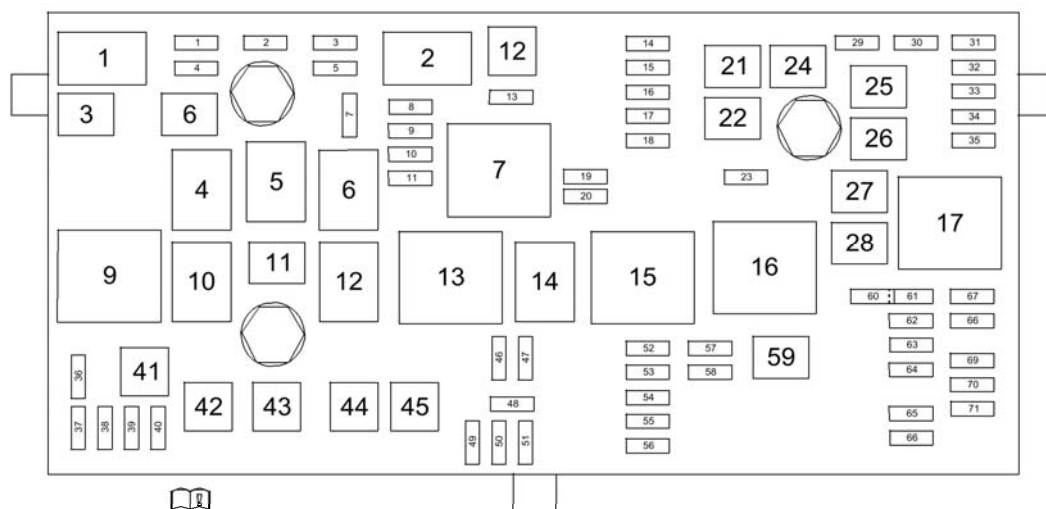 1 1 2 3 2 12 14 21 24 29 30 31
4 5 15 25 32
3 6 7 8 13 16 22 33
9 17 26 34
10 18 35
4 5 6 11 7 19 23 27 17
20
9 10 11 12 13 14 15 16 28
60 61 67
62 66
36 41 46 47 52 57 59 63
53 58 64 69
42 43 44 45 48 54 70
37 38 39 40 49 50 51 55 65 71
56 66